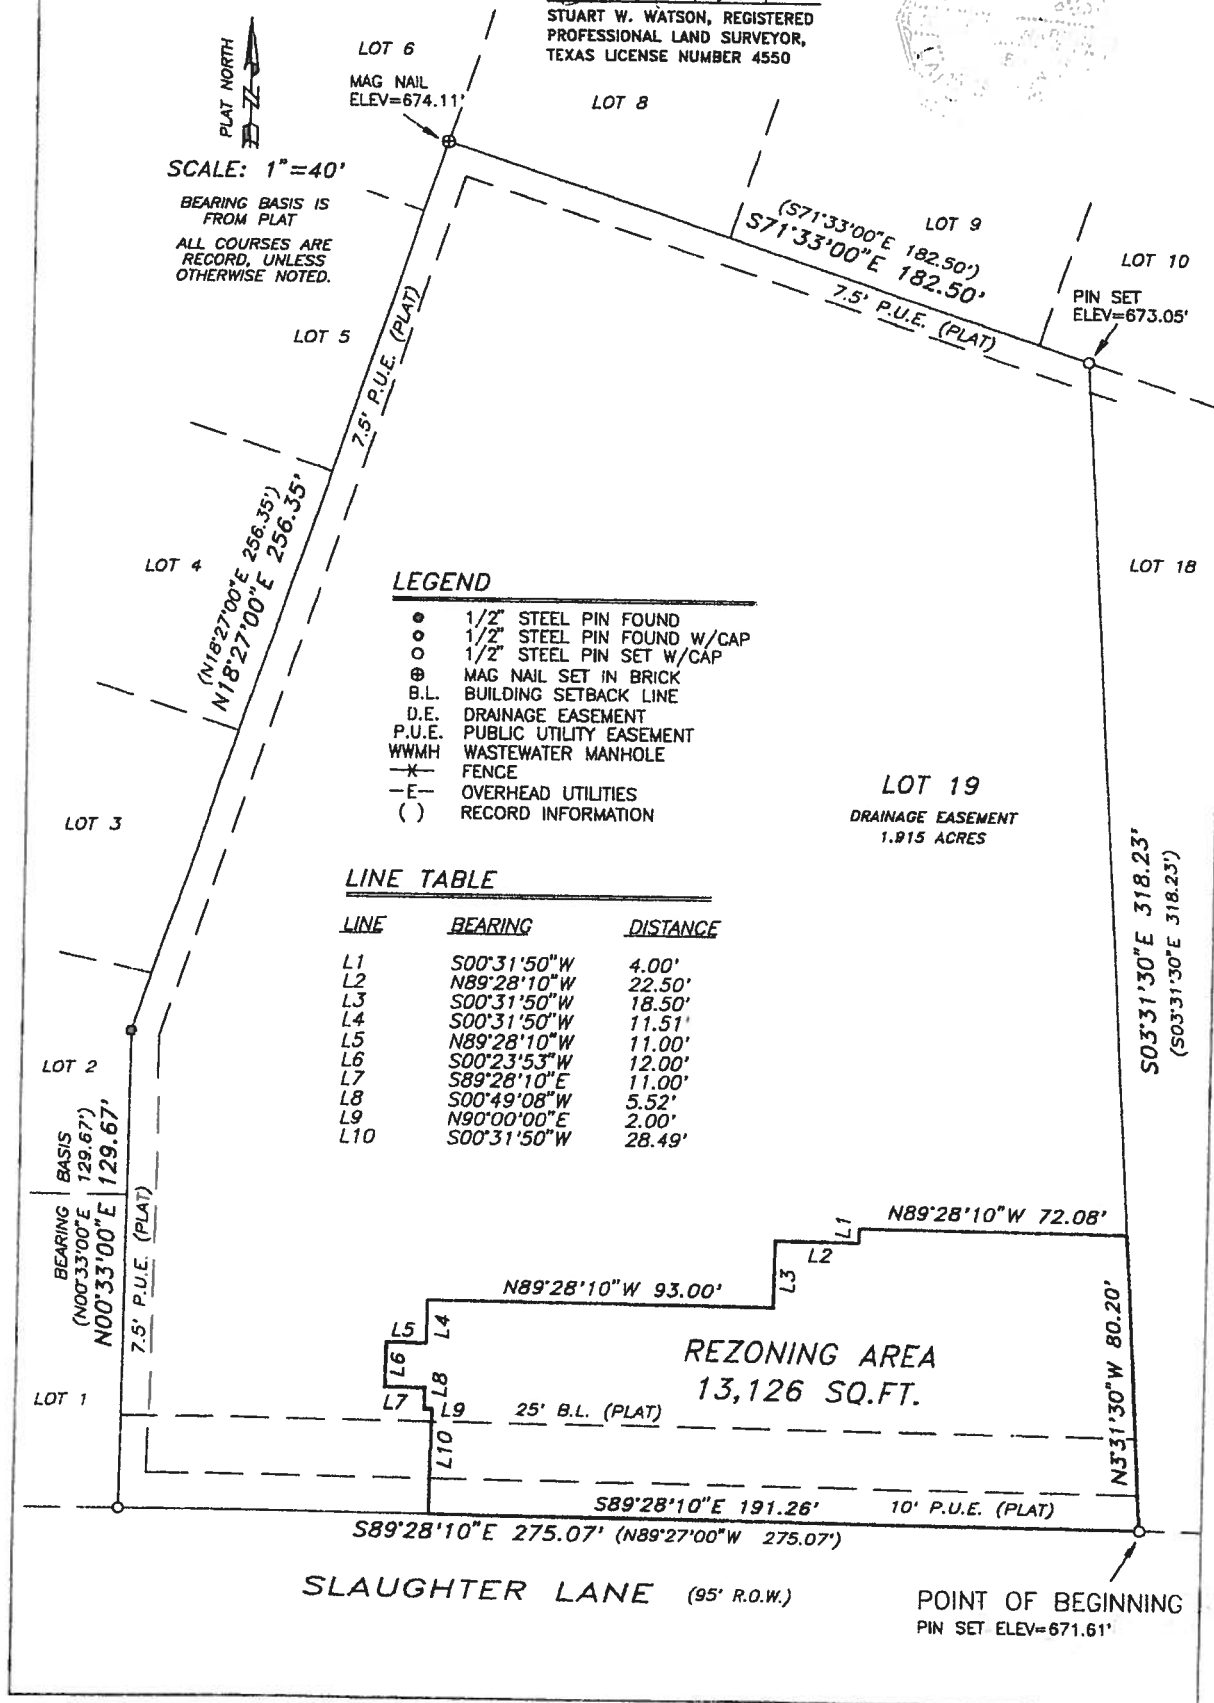 STUART W. WATSON, REGISTERED
PROFESSIONAL LAND SURVEYOR,
TEXAS LICENSE NUMBER 4550
PLAT NORTH
N
SCALE: 1"=40'
BEARING BASIS IS
FROM PLAT
ALL COURSES ARE
RECORD, UNLESS
OTHERWISE NOTED.
LOT 6
MAG NAIL
ELEV=674.11'
LOT 8
(S71°33'00"E 182.50')
S71°33'00"E 182.50'
7.5' P.U.E. (PLAT)
LOT 9
LOT 10
PIN SET
ELEV=673.05'
LOT 5
7.5' P.U.E. (PLAT)
LOT 4
(N18°27'00"E 256.35')
N18°27'00"E 256.35'
LOT 18
LEGEND
1/2" STEEL PIN FOUND
1/2" STEEL PIN FOUND W/CAP
1/2" STEEL PIN SET W/CAP
MAG NAIL SET IN BRICK
B.L. BUILDING SETBACK LINE
D.E. DRAINAGE EASEMENT
P.U.E. PUBLIC UTILITY EASEMENT
WWMH WASTEWATER MANHOLE
—X— FENCE
—E— OVERHEAD UTILITIES
( ) RECORD INFORMATION
LOT 3
LOT 19
DRAINAGE EASEMENT
1.915 ACRES
S03°31'30"E 318.23'
(S03°31'30"E 318.23')
LINE TABLE
LINE BEARING DISTANCE
L1 S00°31'50"W 4.00'
L2 N89°28'10"W 22.50'
L3 S00°31'50"W 18.50'
L4 S00°31'50"W 11.51'
L5 N89°28'10"W 11.00'
L6 S00°23'53"W 12.00'
L7 S89°28'10"E 11.00'
L8 S00°49'08"W 5.52'
L9 N90°00'00"E 2.00'
L10 S00°31'50"W 28.49'
LOT 2
BEARING BASIS
(N00°33'00"E 129.67')
N00°33'00"E 129.67'
7.5' P.U.E. (PLAT)
LOT 1
N89°28'10"W 72.08'
L1
L2
L3
N89°28'10"W 93.00'
L4
L5
L6
L7
L8
L9
L10
REZONING AREA
13,126 SQ.FT.
N3°31'30"W 80.20'
25' B.L. (PLAT)
S89°28'10"E 191.26'
10' P.U.E. (PLAT)
S89°28'10"E 275.07' (N89°27'00"W 275.07')
SLAUGHTER LANE (95' R.O.W.)
POINT OF BEGINNING
PIN SET ELEV=671.61'